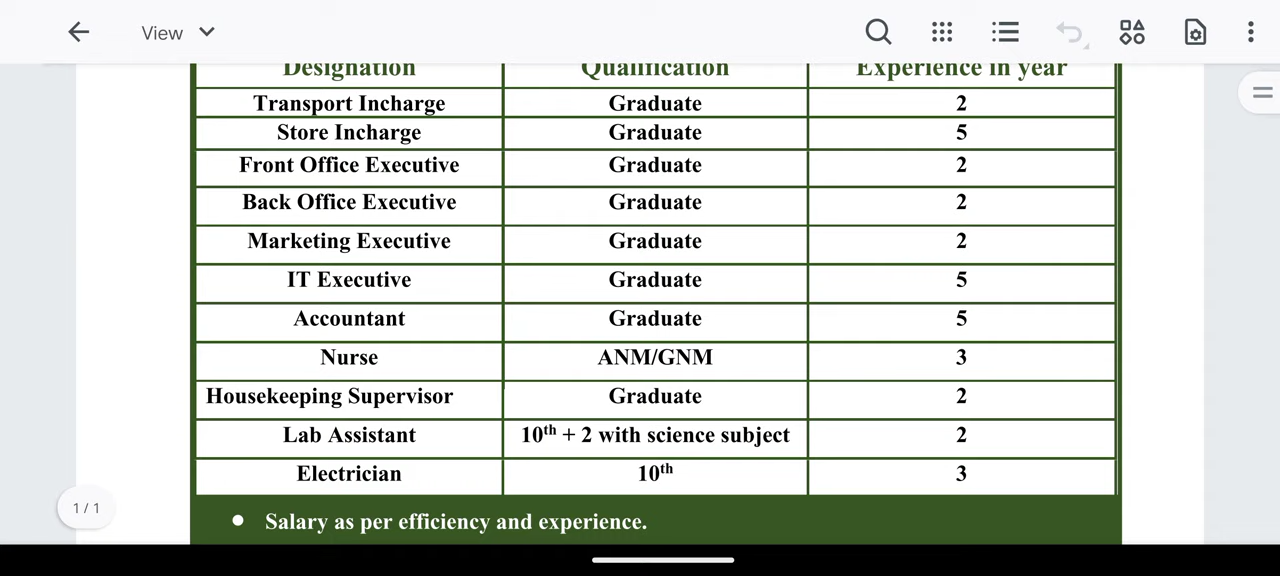 View
Designation Qualification Experience in year
Transport Incharge Graduate 2
Store Incharge Graduate 5
Front Office Executive Graduate 2
Back Office Executive Graduate 2
Marketing Executive Graduate 2
IT Executive Graduate 5
Accountant Graduate 5
Nurse ANM/GNM 3
Housekeeping Supervisor Graduate 2
Lab Assistant 10th + 2 with science subject 2
Electrician 10th 3
1 / 1
• Salary as per efficiency and experience.